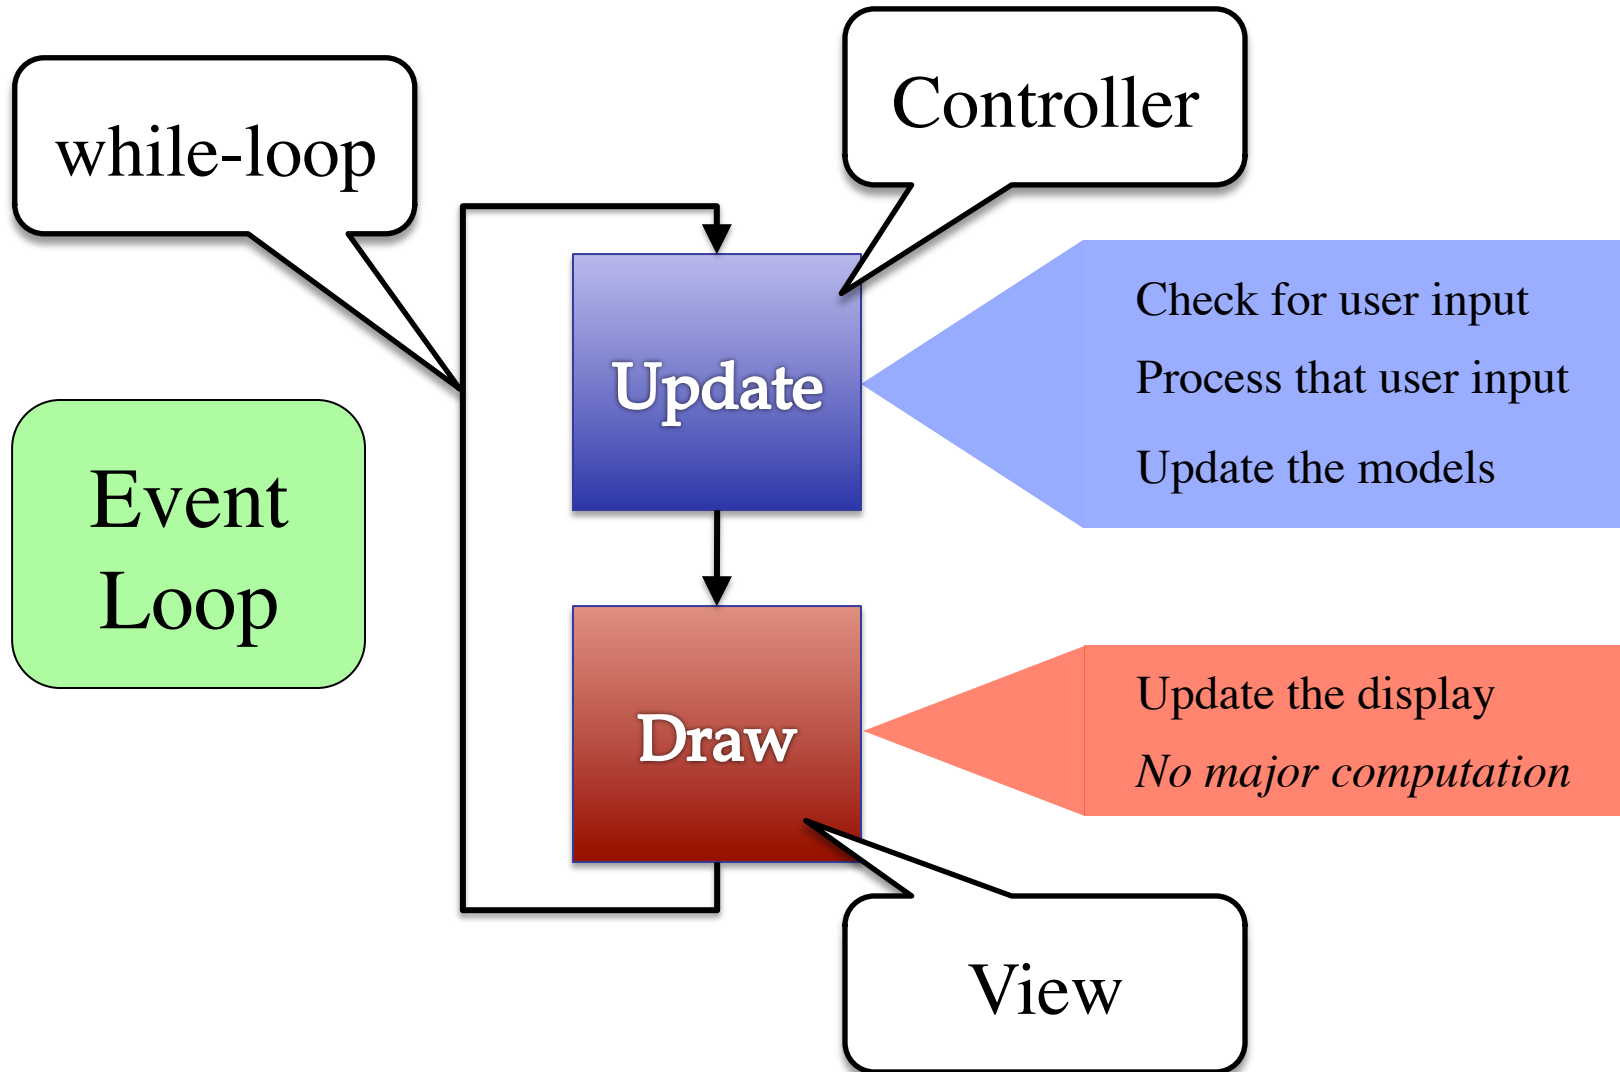 while-loop
Controller
Update
Check for user input
Process that user input
Update the models
Event
Loop
Draw
Update the display
No major computation
View